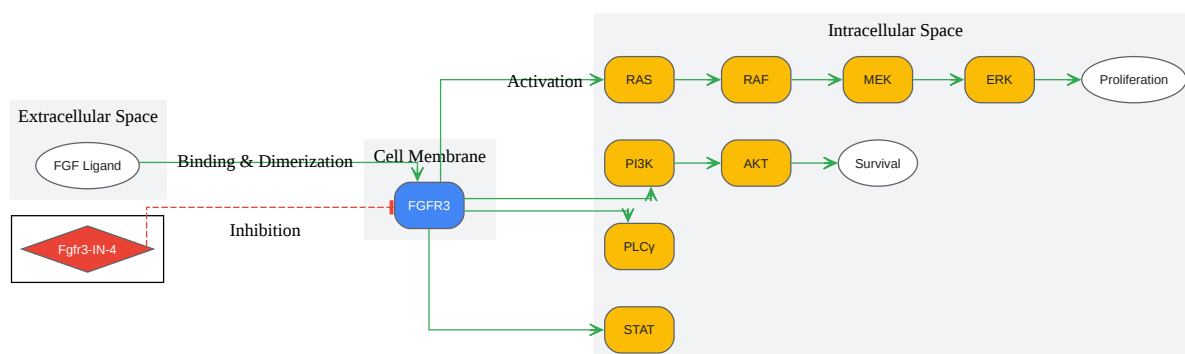 Intracellular Space
Activation
RAS
RAF
MEK
ERK
Proliferation
Extracellular Space
FGF Ligand
Binding & Dimerization
Cell Membrane
PI3K
AKT
Survival
FGFR3
Inhibition
Fgfr3-IN-4
PLCγ
STAT